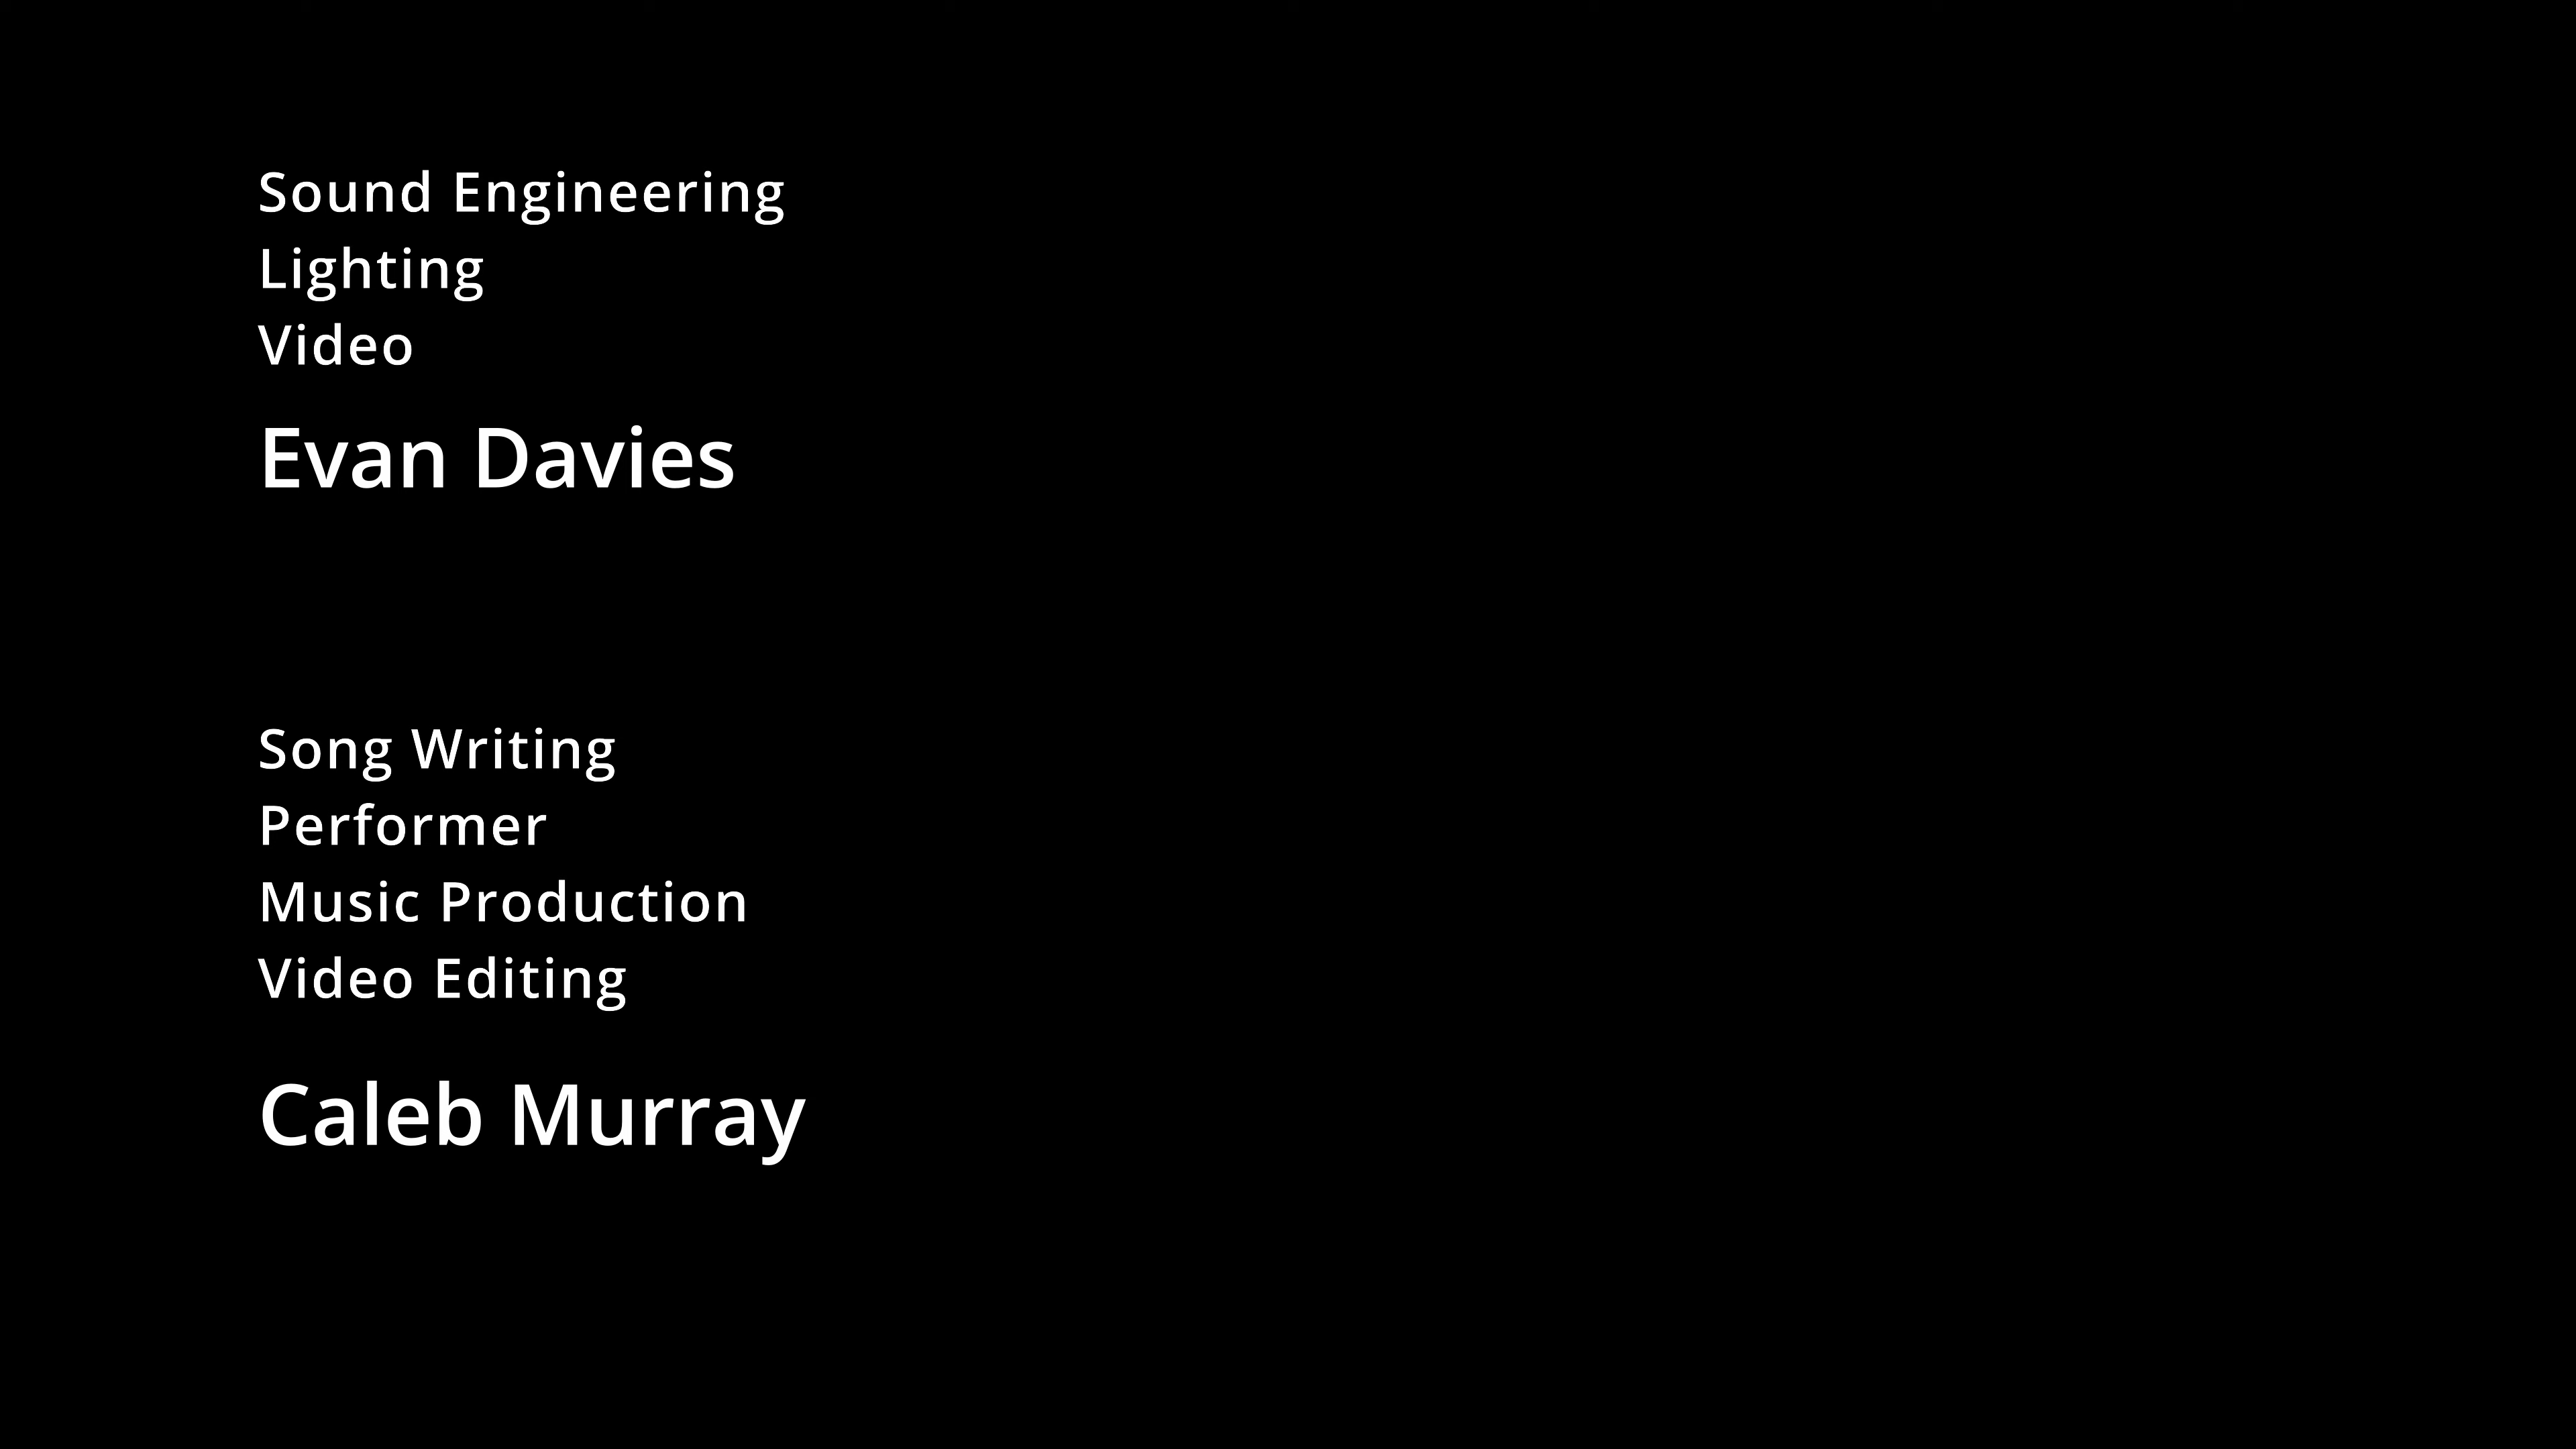 Sound Engineering
Lighting
Video
Evan Davies
Song Writing
Performer
Music Production
Video Editing
Caleb Murray